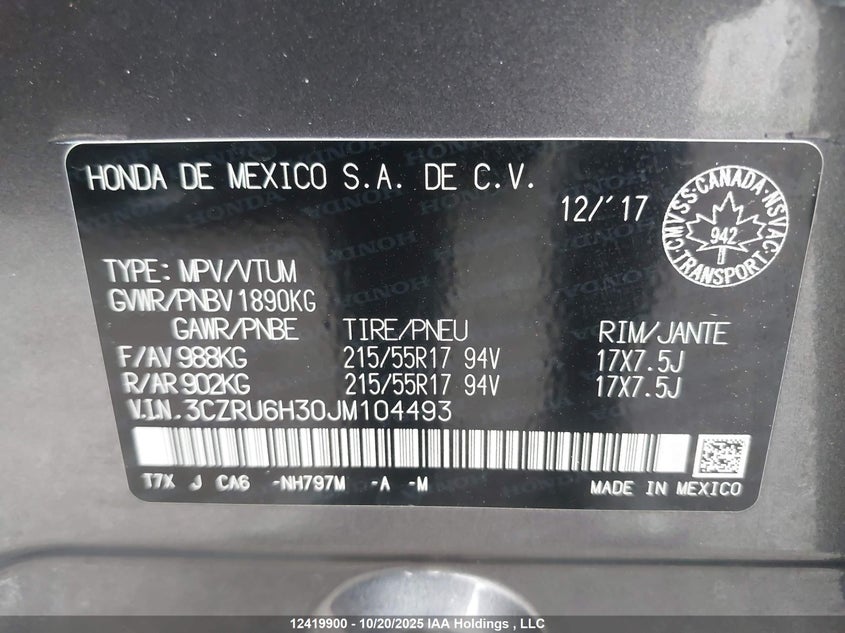 HONDA DE MEXICO S.A. DE C.V.
12/'17
CMVSS·CANADA·NSVAC
942
TRANSPORT
TYPE: MPV/VTUM
GVWR/PNBV 1890KG
GAWR/PNBE TIRE/PNEU RIM/JANTE
F/AV 988KG 215/55R17 94V 17X7.5J
R/AR 902KG 215/55R17 94V 17X7.5J
V.I.N. 3CZRU6H30JM104493
T7X J CA6 -NH797M -A -M MADE IN MEXICO
12419900 - 10/20/2025 IAA Holdings, LLC/Copart